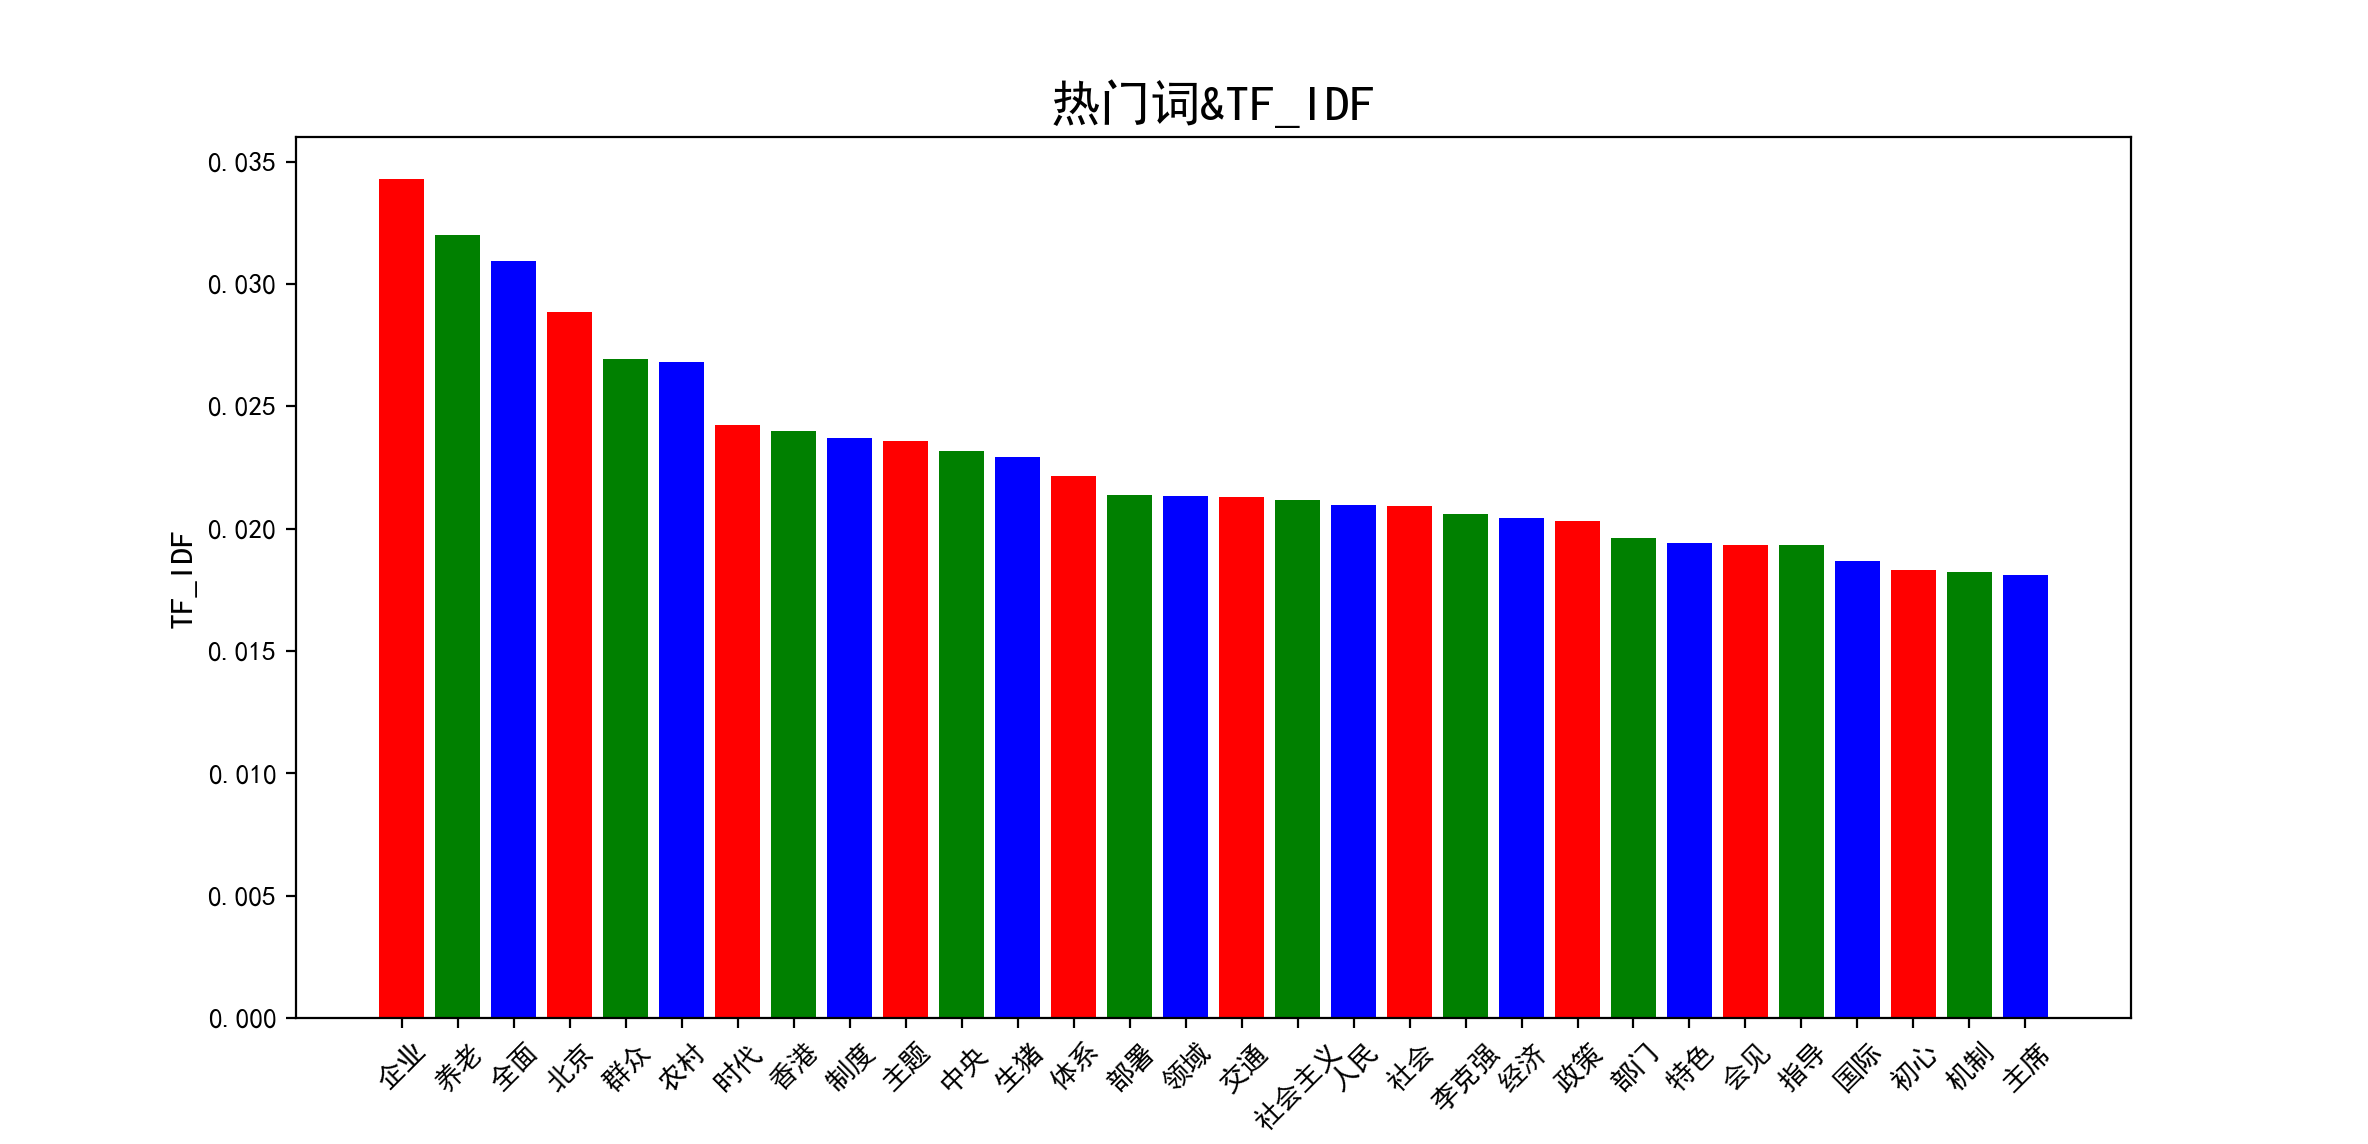 热门词&TF_IDF
TF_IDF
0.035
0.030
0.025
0.020
0.015
0.010
0.005
0.000
企业
养老
全面
北京
群众
农村
时代
香港
制度
主题
中央
生猪
体系
部署
领域
交通
社会主义
人民
社会
李克强
经济
政策
部门
特色
会见
指导
国际
初心
机制
主席